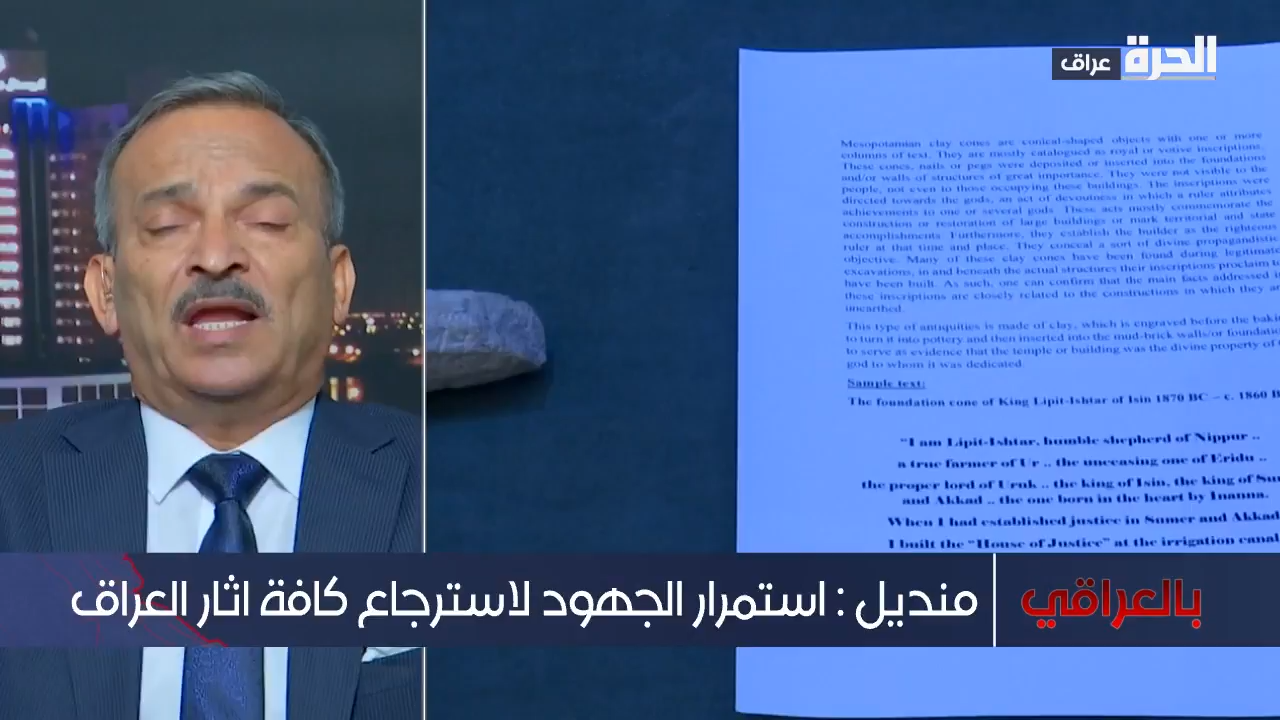 الحرة
عراق
Mesopotamian clay cones are conical-shaped objects with one or more
columns of text. They are mostly catalogued as royal or votive inscriptions.
These cones, nails or pegs were deposited or inserted into the foundations
and/or walls of structures of great importance. They were not visible to the
people, not even to those occupying these buildings. The inscriptions were
directed towards the gods, an act of devoutness in which a ruler attributes
achievements to one or several gods. These acts mostly commemorate the
construction or restoration of large buildings or mark territorial and state
accomplishments. Furthermore, they establish the builder as the righteous
ruler at that time and place. They conceal a sort of divine propagandistic
objective. Many of these clay cones have been found during legitimate
excavations, in and beneath the actual structures their inscriptions proclaim to
have been built. As such, one can confirm that the main facts addressed in
these inscriptions are closely related to the constructions in which they are
unearthed.
This type of antiquities is made of clay, which is engraved before the
to turn it into pottery and then inserted into the mud-brick walls/or
to serve as evidence that the temple or building was the divine property of
god to whom it was dedicated.
Sample text:
The foundation cone of King Lipit-Ishtar of Isin 1870 BC – c. 1860
"I am Lipit-Ishtar, humble shepherd of Nippur ..
a true farmer of Ur .. the unceasing one of Eridu ..
the proper lord of Uruk .. the king of Isin, the king of
and Akkad .. the one born in the heart by Inanna.
When I had established justice in Sumer and Akkad
I built the "House of Justice" at the irrigation canal
بالعراقي
منديل : استمرار الجهود لاسترجاع كافة اثار العراق